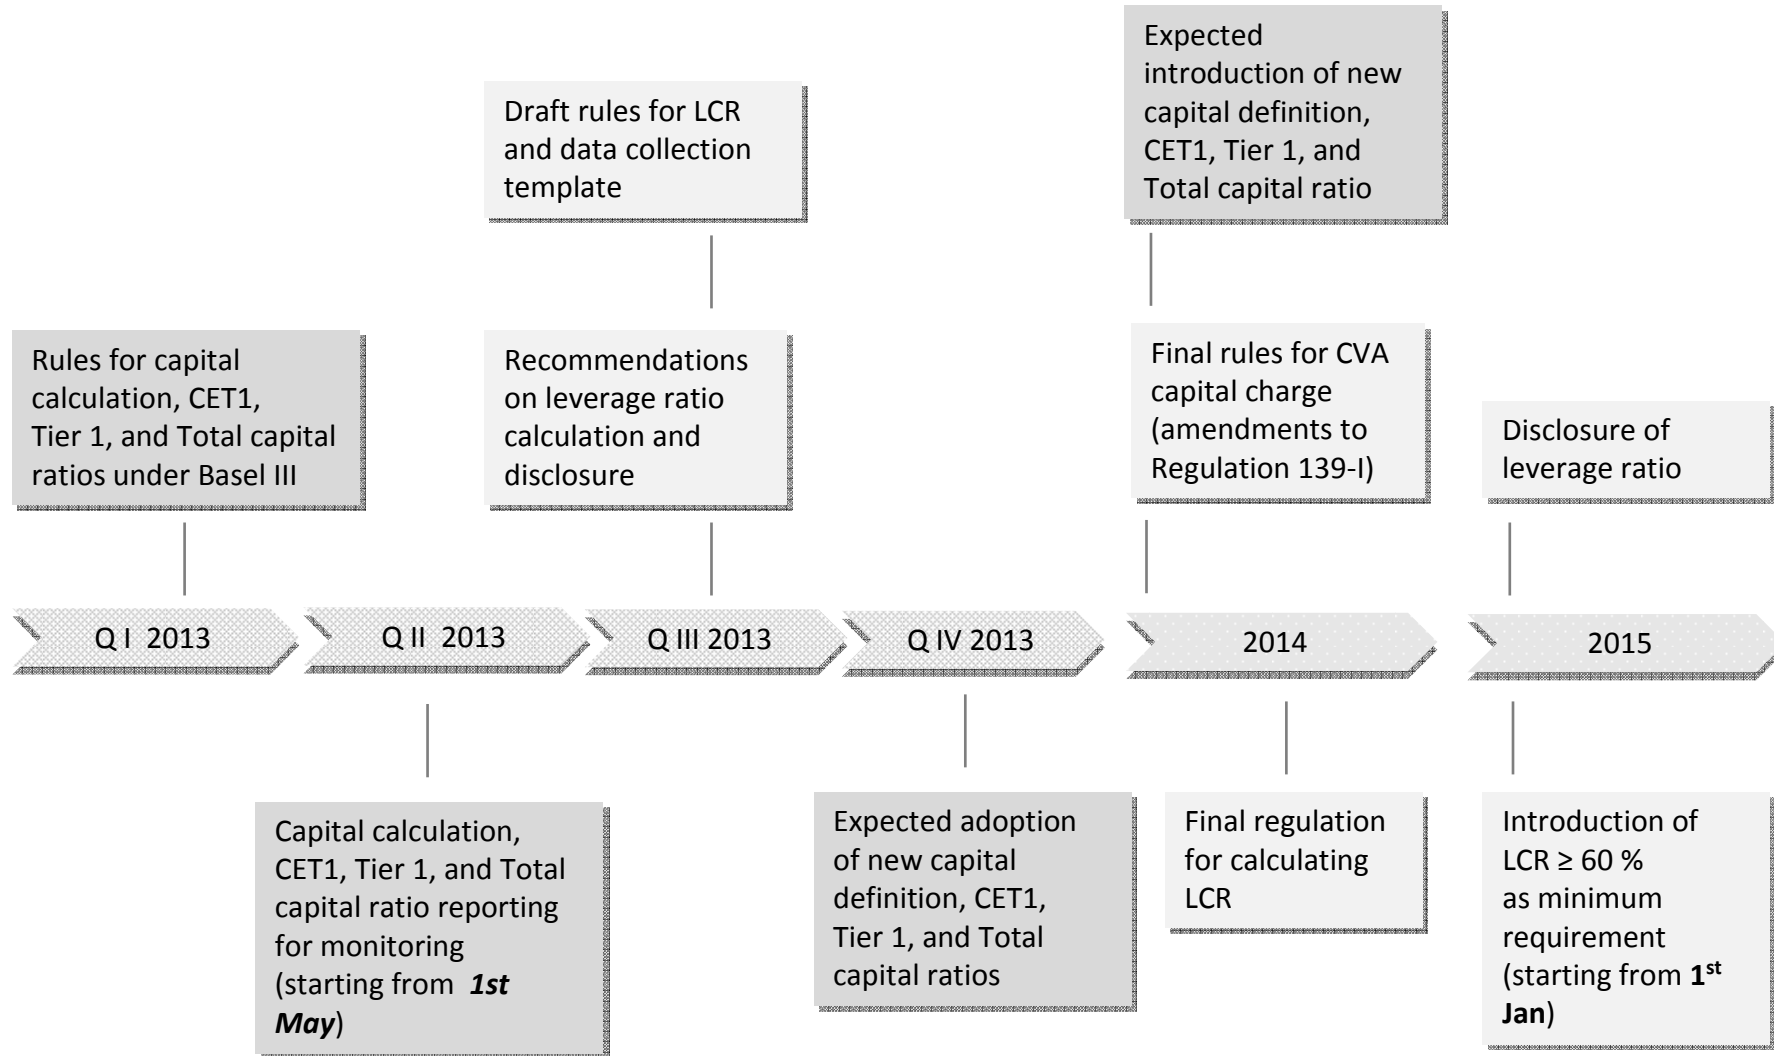 Expected
introduction of new
capital definition,
CET1, Tier 1, and
Total capital ratio
Draft rules for LCR
and data collection
template
Rules for capital
calculation, CET1,
Tier 1, and Total capital
ratios under Basel III
Recommendations
on leverage ratio
calculation and
disclosure
Final rules for CVA
capital charge
(amendments to
Regulation 139-I)
Disclosure of
leverage ratio
Q I 2013
Q II 2013
Q III 2013
Q IV 2013
2014
2015
Capital calculation,
CET1, Tier 1, and Total
capital ratio reporting
for monitoring
(starting from 1st
May)
Expected adoption
of new capital
definition, CET1,
Tier 1, and Total
capital ratios
Final regulation
for calculating
LCR
Introduction of
LCR ≥ 60 %
as minimum
requirement
(starting from 1st
Jan)